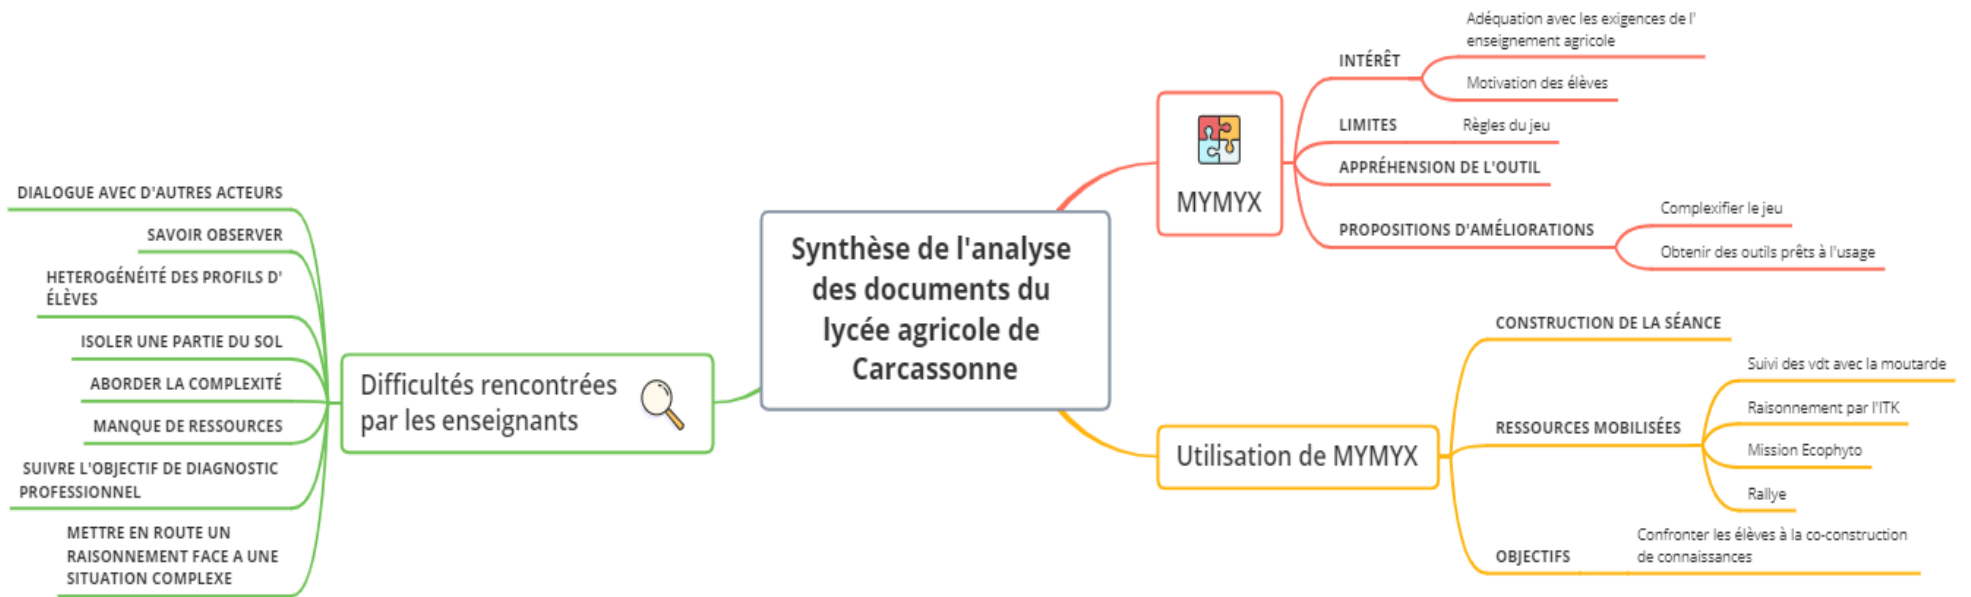 Synthèse de l'analyse
des documents du
lycée agricole de
Carcassonne
MYMYX
INTÉRÊT
Adéquation avec les exigences de l'
enseignement agricole
Motivation des élèves
LIMITES
Règles du jeu
APPRÉHENSION DE L'OUTIL
PROPOSITIONS D'AMÉLIORATIONS
Complexifier le jeu
Obtenir des outils prêts à l'usage
Utilisation de MYMYX
CONSTRUCTION DE LA SÉANCE
RESSOURCES MOBILISÉES
Suivi des vdt avec la moutarde
Raisonnement par l'ITK
Mission Ecophyto
Rallye
OBJECTIFS
Confronter les élèves à la co-construction
de connaissances
Difficultés rencontrées
par les enseignants
DIALOGUE AVEC D'AUTRES ACTEURS
SAVOIR OBSERVER
HETEROGÉNÉITÉ DES PROFILS D'
ÉLÈVES
ISOLER UNE PARTIE DU SOL
ABORDER LA COMPLEXITÉ
MANQUE DE RESSOURCES
SUIVRE L'OBJECTIF DE DIAGNOSTIC
PROFESSIONNEL
METTRE EN ROUTE UN
RAISONNEMENT FACE A UNE
SITUATION COMPLEXE